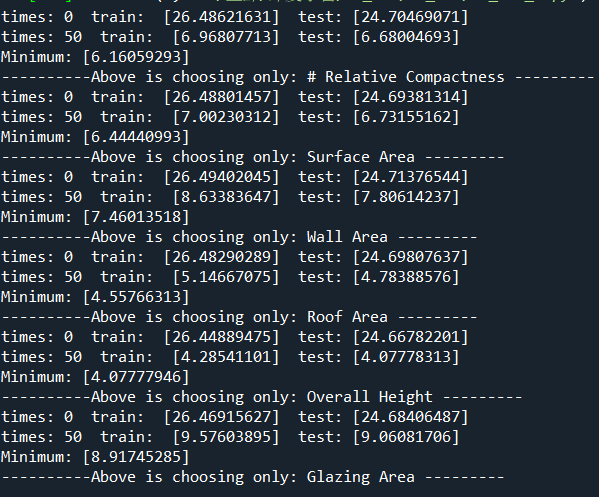 times: 0  train:  [26.48621631]  test: [24.70469071]
times: 50  train:  [6.96807713]  test: [6.68004693]
Minimum: [6.16059293]
----------Above is choosing only: # Relative Compactness ---------
times: 0  train:  [26.48801457]  test: [24.69381314]
times: 50  train:  [7.00230312]  test: [6.73155162]
Minimum: [6.44440993]
----------Above is choosing only: Surface Area ---------
times: 0  train:  [26.49402045]  test: [24.71376544]
times: 50  train:  [8.63383647]  test: [7.80614237]
Minimum: [7.46013518]
----------Above is choosing only: Wall Area ---------
times: 0  train:  [26.48290289]  test: [24.69807637]
times: 50  train:  [5.14667075]  test: [4.78388576]
Minimum: [4.55766313]
----------Above is choosing only: Roof Area ---------
times: 0  train:  [26.44889475]  test: [24.66782201]
times: 50  train:  [4.28541101]  test: [4.07778313]
Minimum: [4.07777946]
----------Above is choosing only: Overall Height ---------
times: 0  train:  [26.46915627]  test: [24.68406487]
times: 50  train:  [9.57603895]  test: [9.06081706]
Minimum: [8.91745285]
----------Above is choosing only: Glazing Area ---------